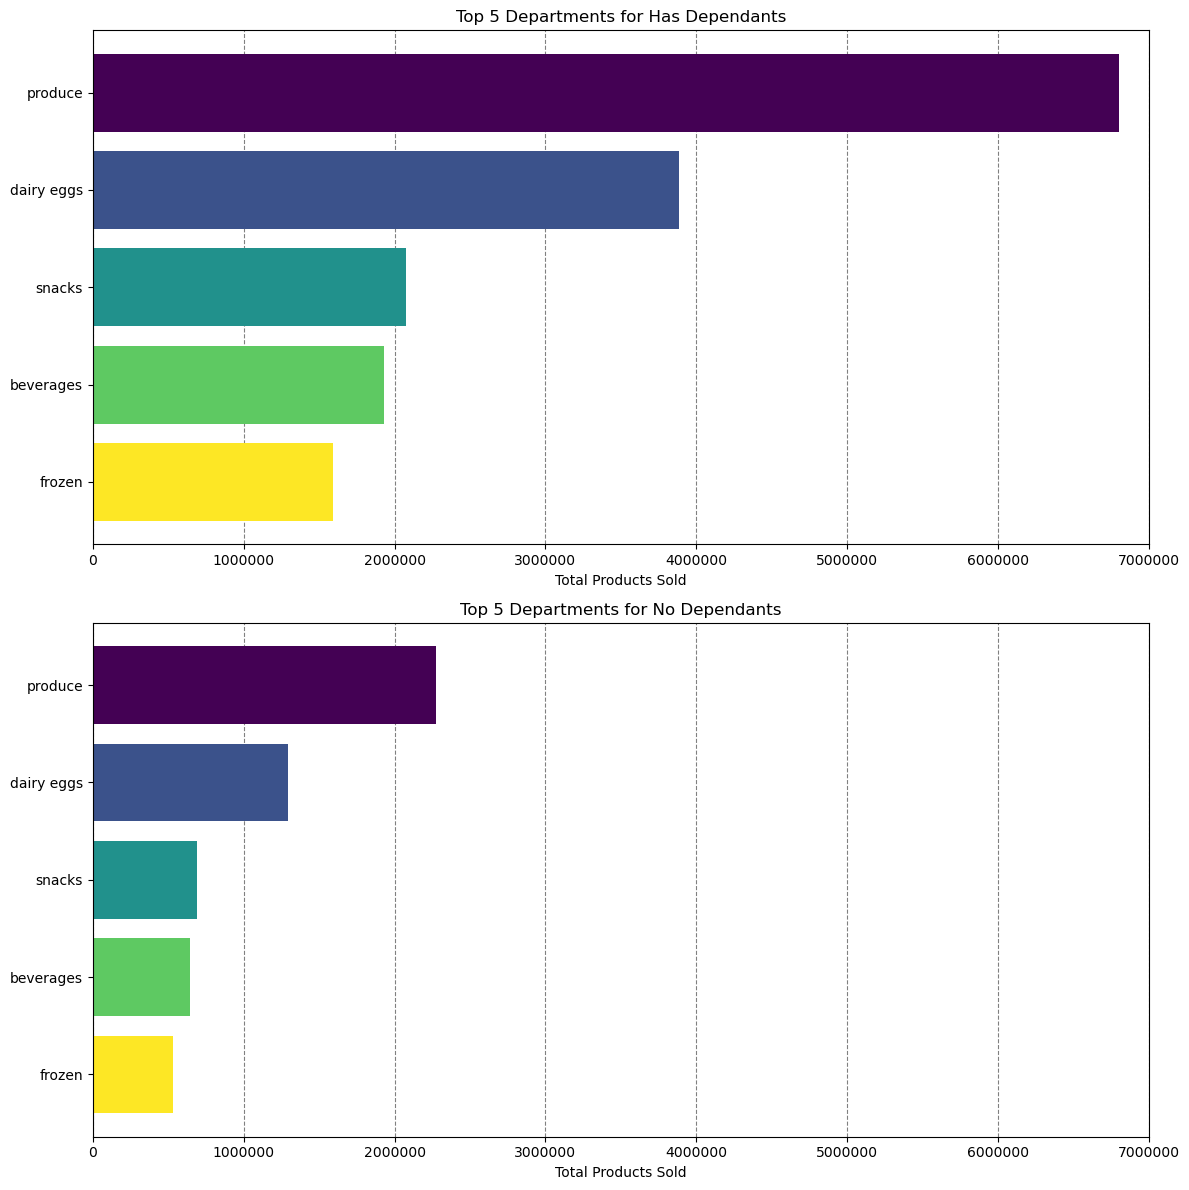 Top 5 Departments for Has Dependants
produce
dairy eggs
snacks
beverages
frozen
0 1000000 2000000 3000000 4000000 5000000 6000000 7000000
Total Products Sold
Top 5 Departments for No Dependants
produce
dairy eggs
snacks
beverages
frozen
0 1000000 2000000 3000000 4000000 5000000 6000000 7000000
Total Products Sold